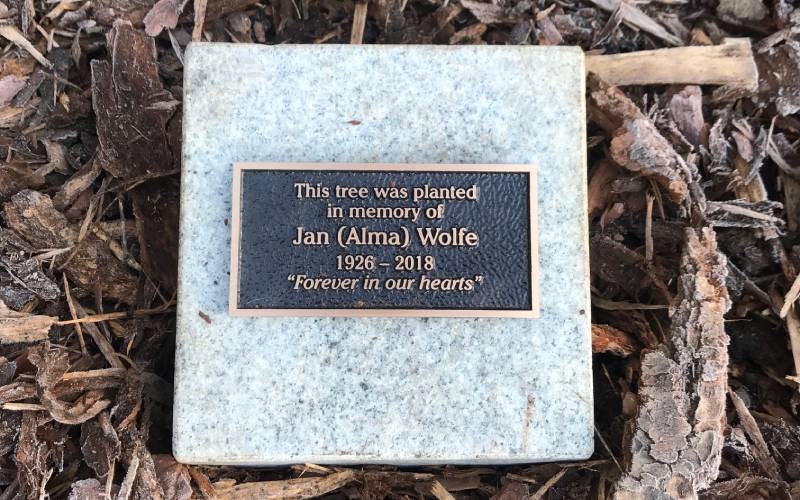 This tree was planted
in memory of
Jan (Alma) Wolfe
1926 – 2018
“Forever in our hearts”